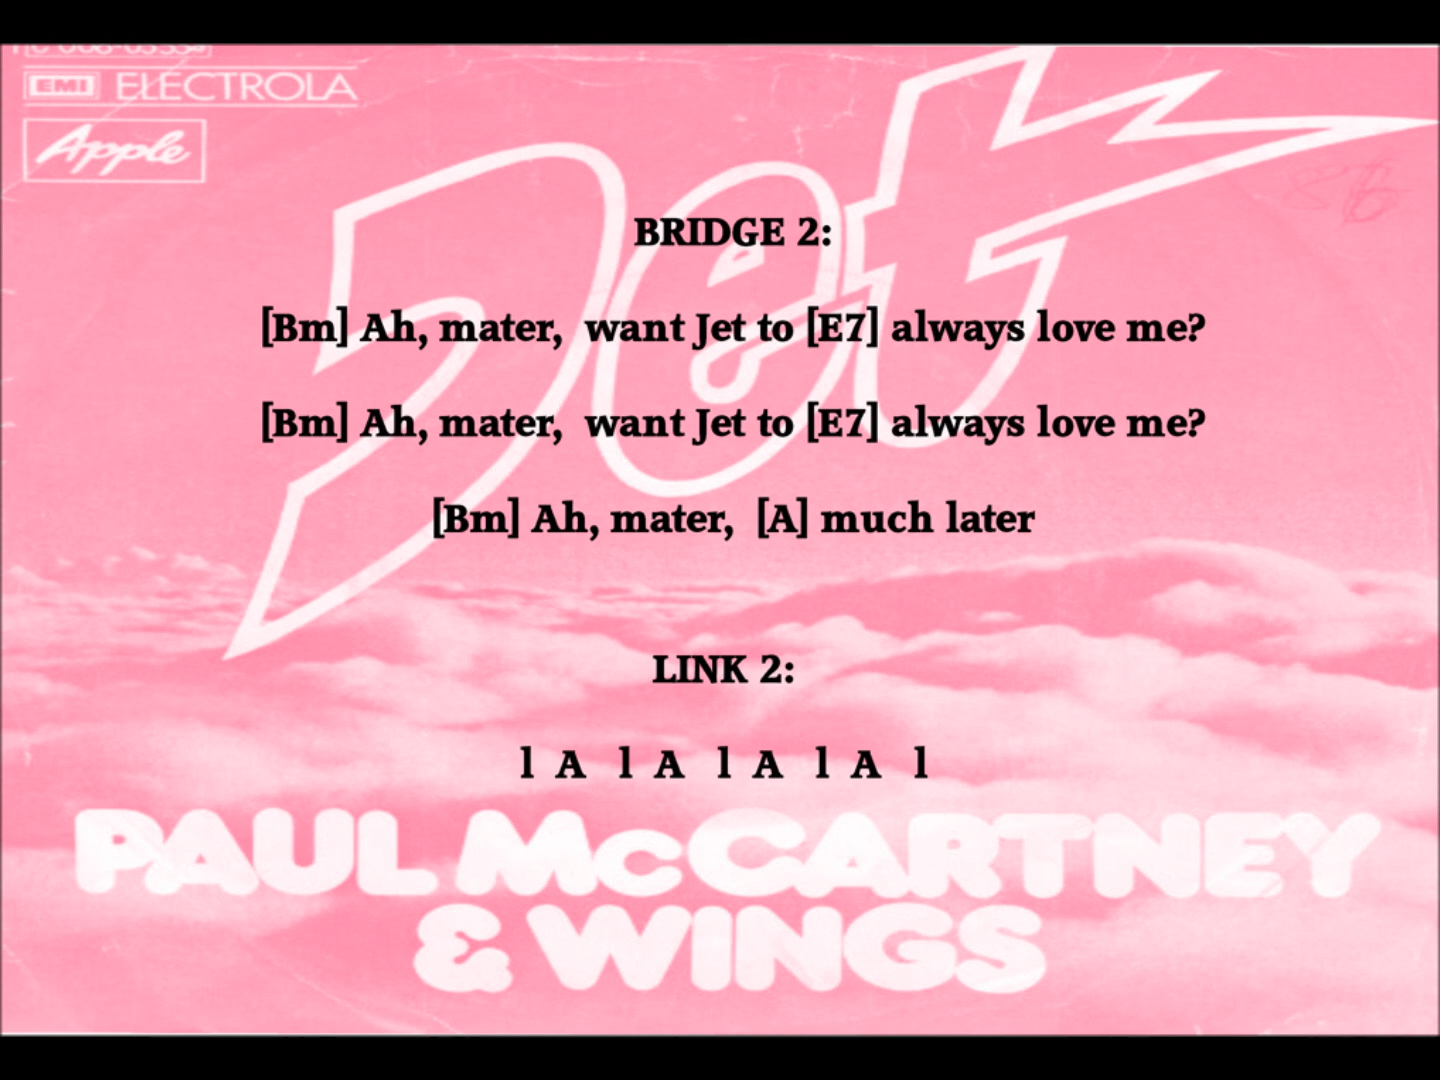 EMI ELECTROLA
Apple
Jet
BRIDGE 2:
[Bm] Ah, mater, want Jet to [E7] always love me?
[Bm] Ah, mater, want Jet to [E7] always love me?
[Bm] Ah, mater, [A] much later
LINK 2:
l A l A l A l A l
PAUL McCARTNEY
& WINGS